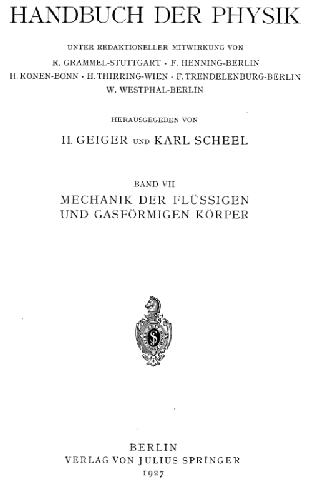 HANDBUCH DER PHYSIK
UNTER REDAKTIONELLER MITWIRKUNG VON
R. GRAMMEL-STUTTGART · F. HENNING-BERLIN
H. KONEN-BONN · H. THIRRING-WIEN · F. TRENDELENBURG-BERLIN
W. WESTPHAL-BERLIN
HERAUSGEGEBEN VON
H. GEIGER UND KARL SCHEEL
BAND VII
MECHANIK DER FLÜSSIGEN
UND GASFÖRMIGEN KÖRPER
BERLIN
VERLAG VON JULIUS SPRINGER
1927